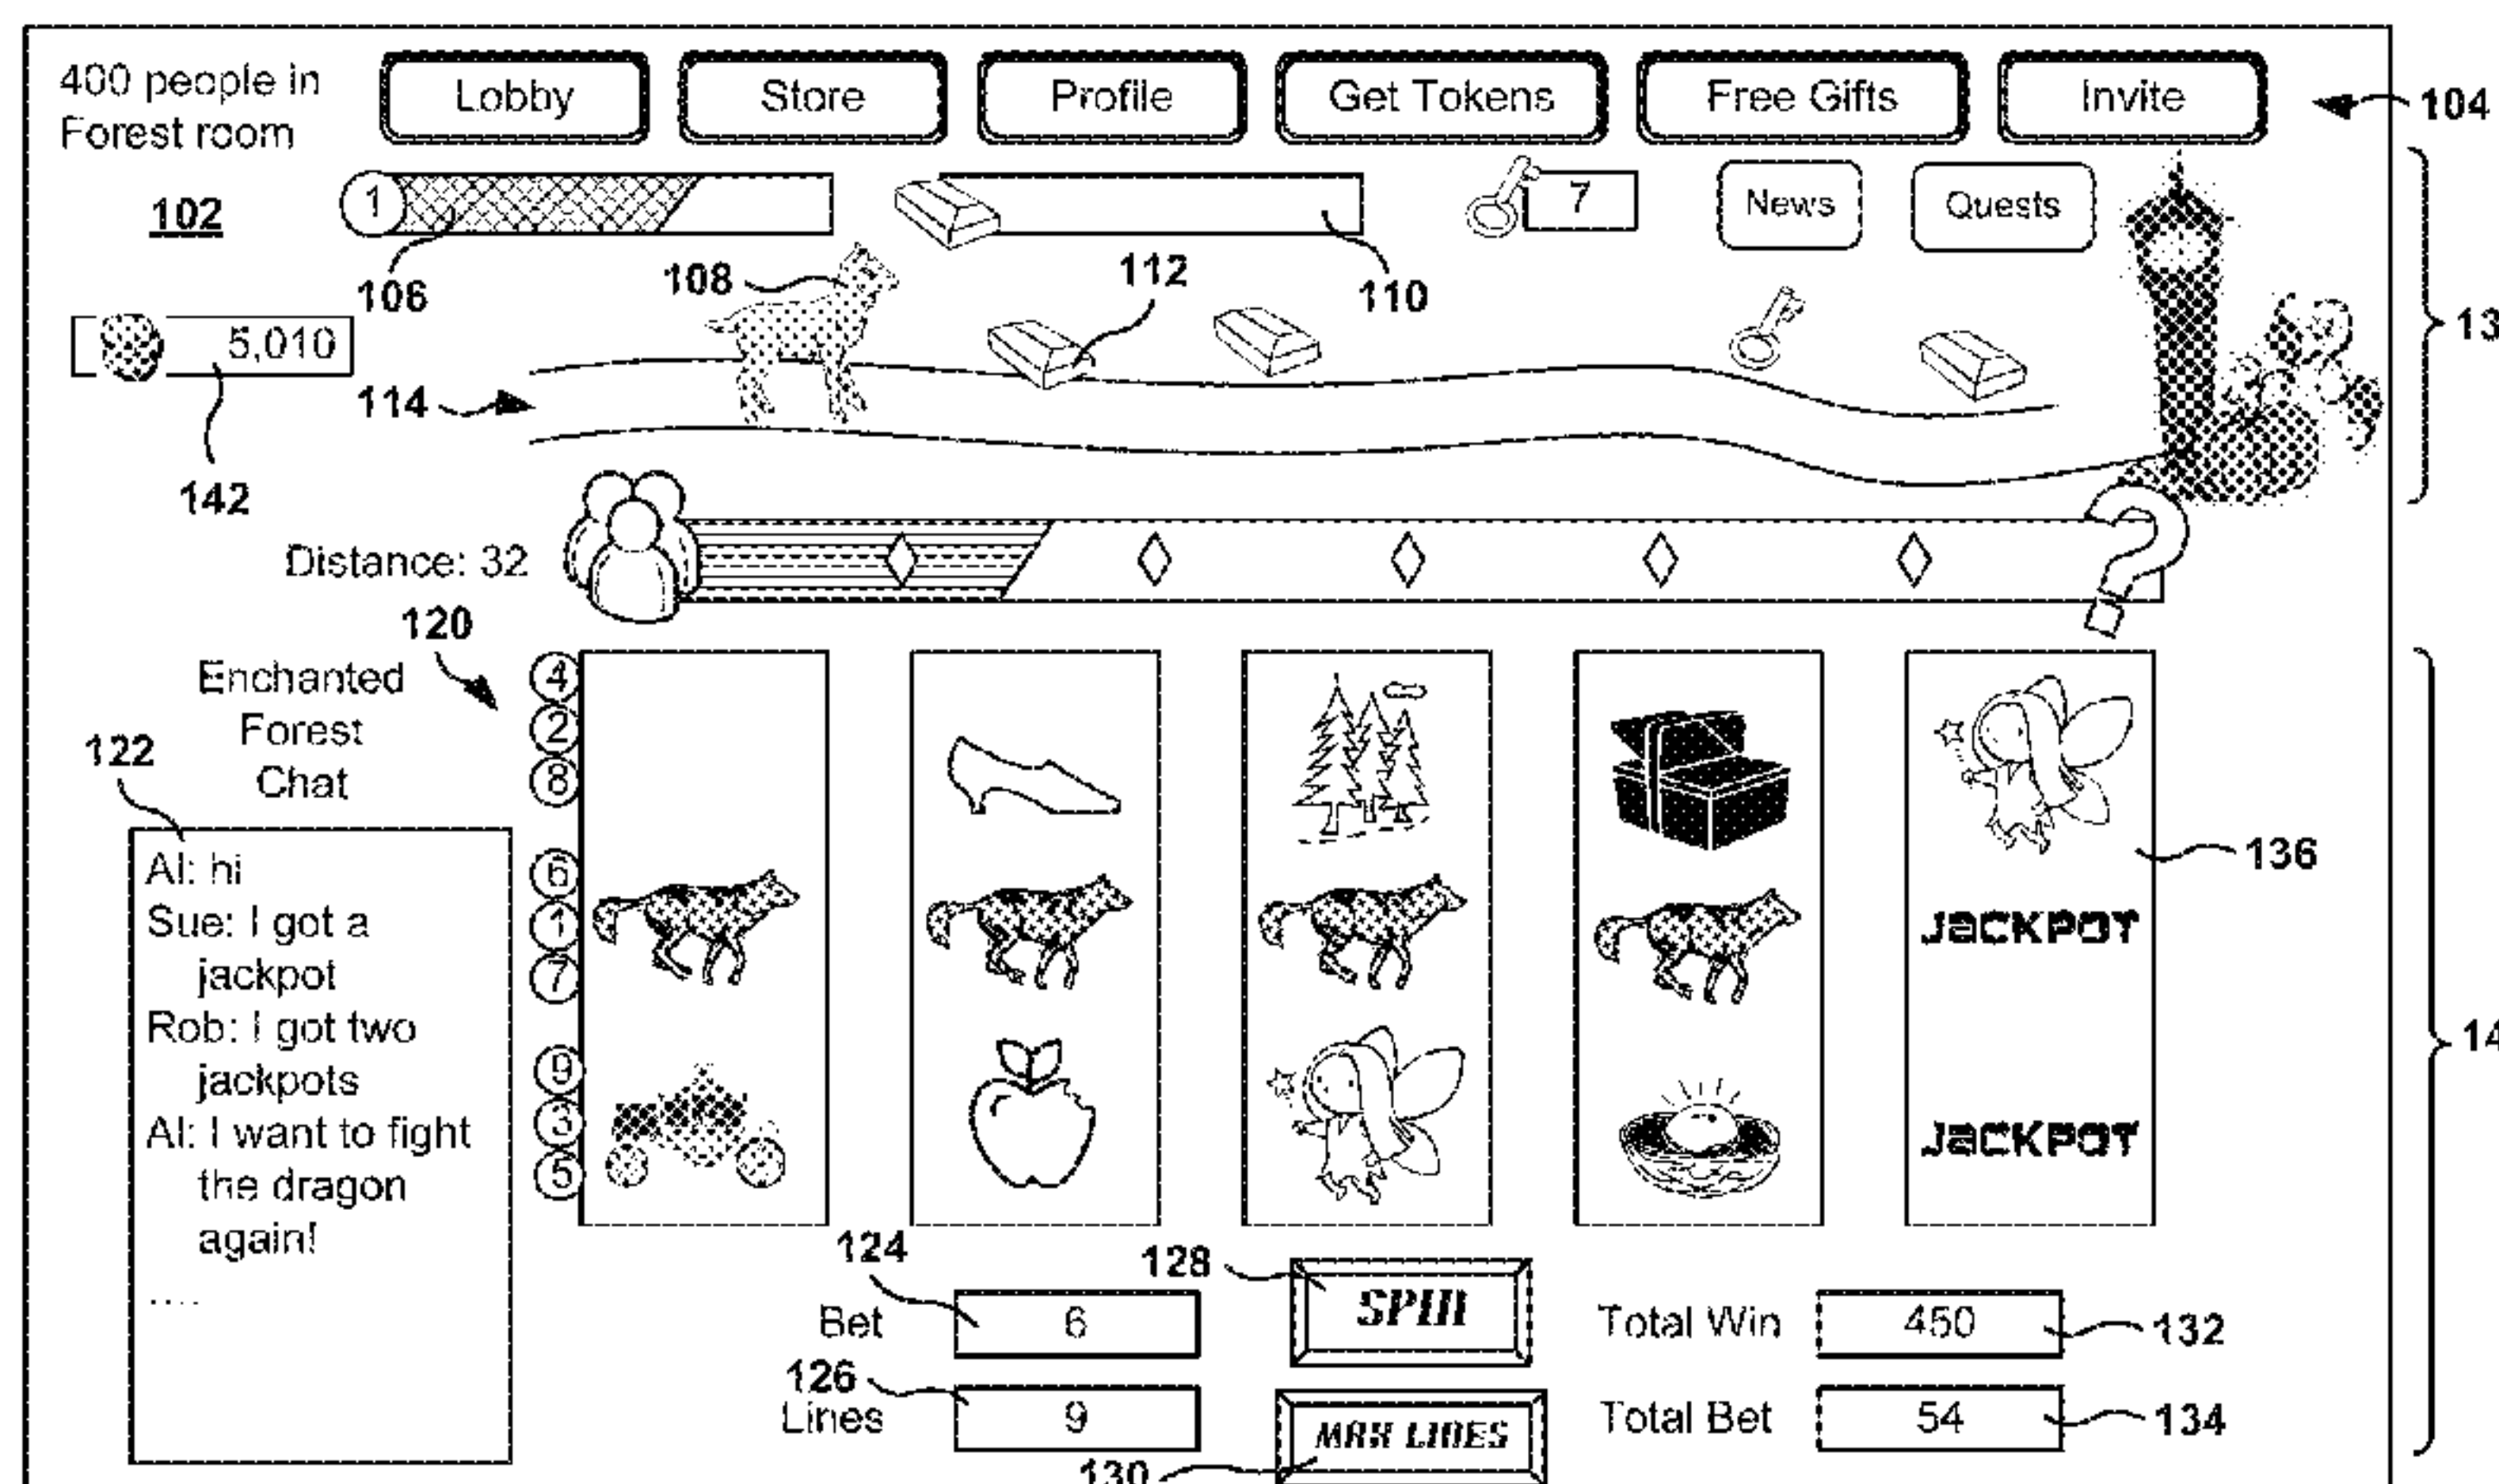 400 people in
Forest room
Lobby
Store
Profile
Get Tokens
Free Gifts
Invite
104
102
1
106
110
7
News
Quests
108
112
5,010
142
114
13
Distance: 32
120
Enchanted
Forest
Chat
122
4
2
8
6
1
7
9
3
5
Al: hi
Sue: I got a
jackpot
Rob: I got two
jackpots
Al: I want to fight
the dragon
again!
....
136
JACKPOT
JACKPOT
14
124
Bet
6
128
SPIN
Total Win
450
132
126
Lines
9
MAX LINES
130
Total Bet
54
134